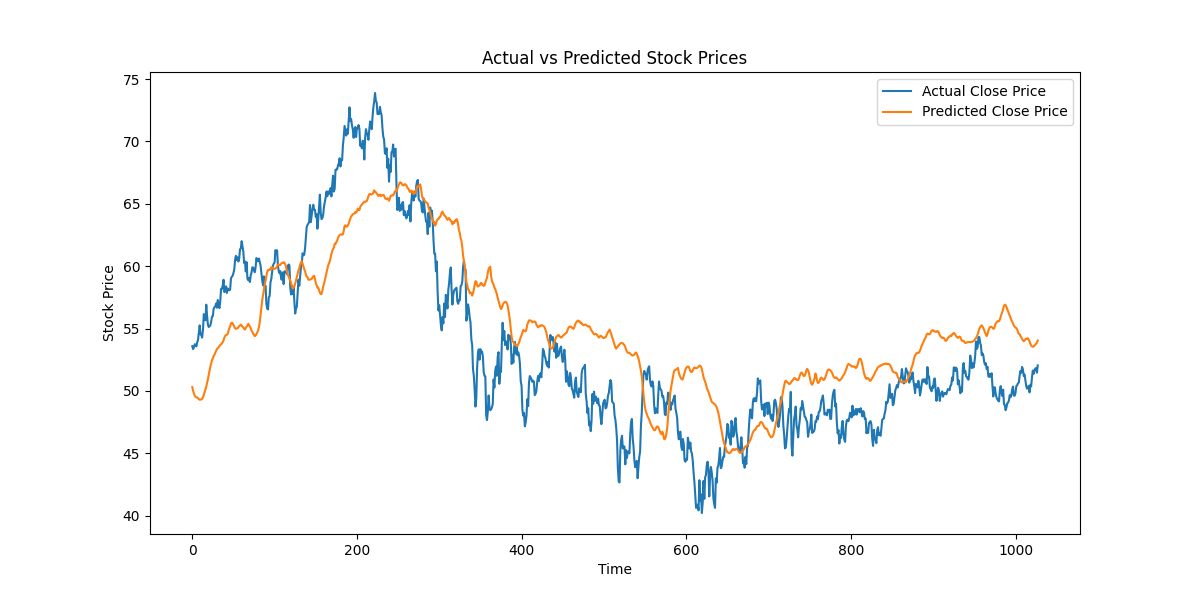 Actual vs Predicted Stock Prices
Actual Close Price
Predicted Close Price
75
70
65
60
55
50
45
40
Stock Price
0 200 400 600 800 1000
Time